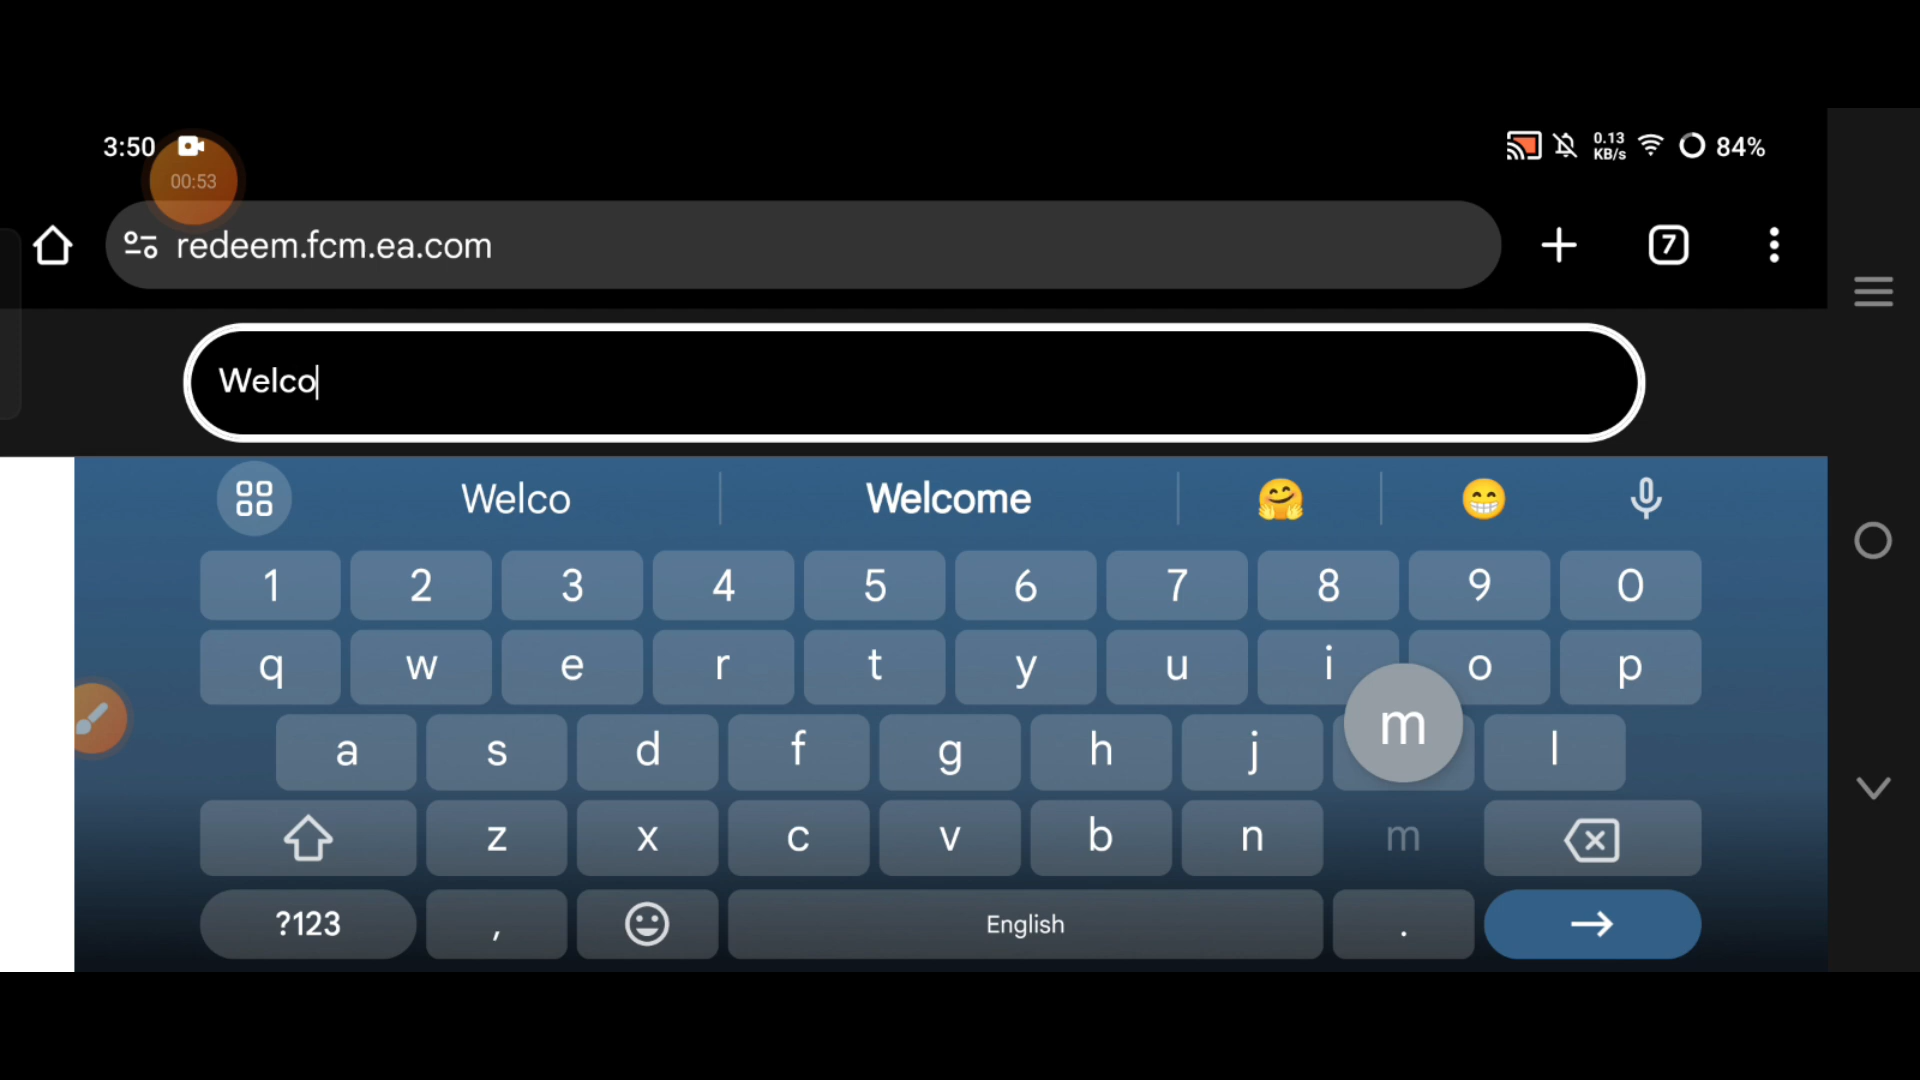 3:50
0.13
KB/s
84%
00:53
redeem.fcm.ea.com
7
Welco
Welco Welcome
1 2 3 4 5 6 7 8 9 0
q w e r t y u i o p
m
a s d f g h j l
z x c v b n m
?123 , English .